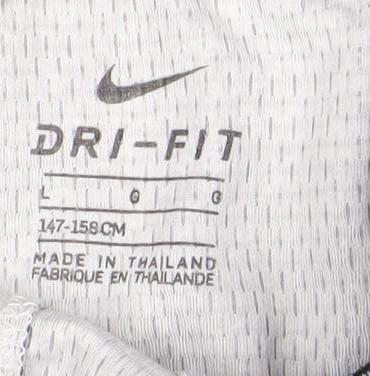 DRI-FIT
L G G
147-158CM
MADE IN THAILAND
FABRIQUE EN THAILANDE